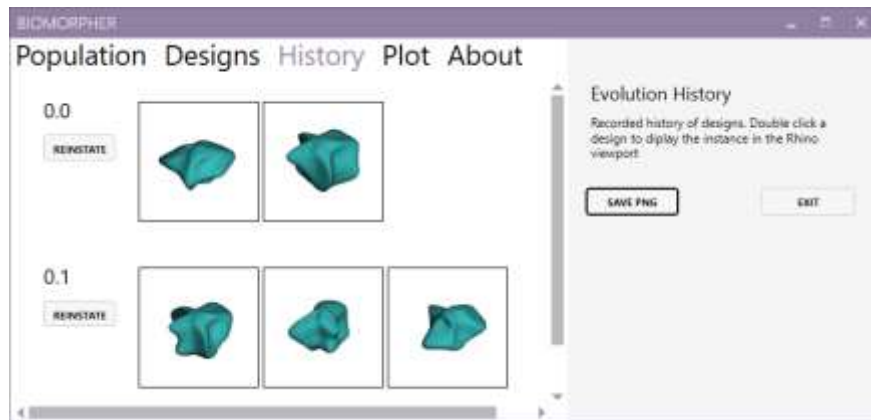 BIOMORPHER
Population Designs History Plot About
0.0
REINSTATE
0.1
REINSTATE
Evolution History
Recorded history of designs. Double click a
design to diplay the instance in the Rhino
viewport
SAVE PNG
EXIT